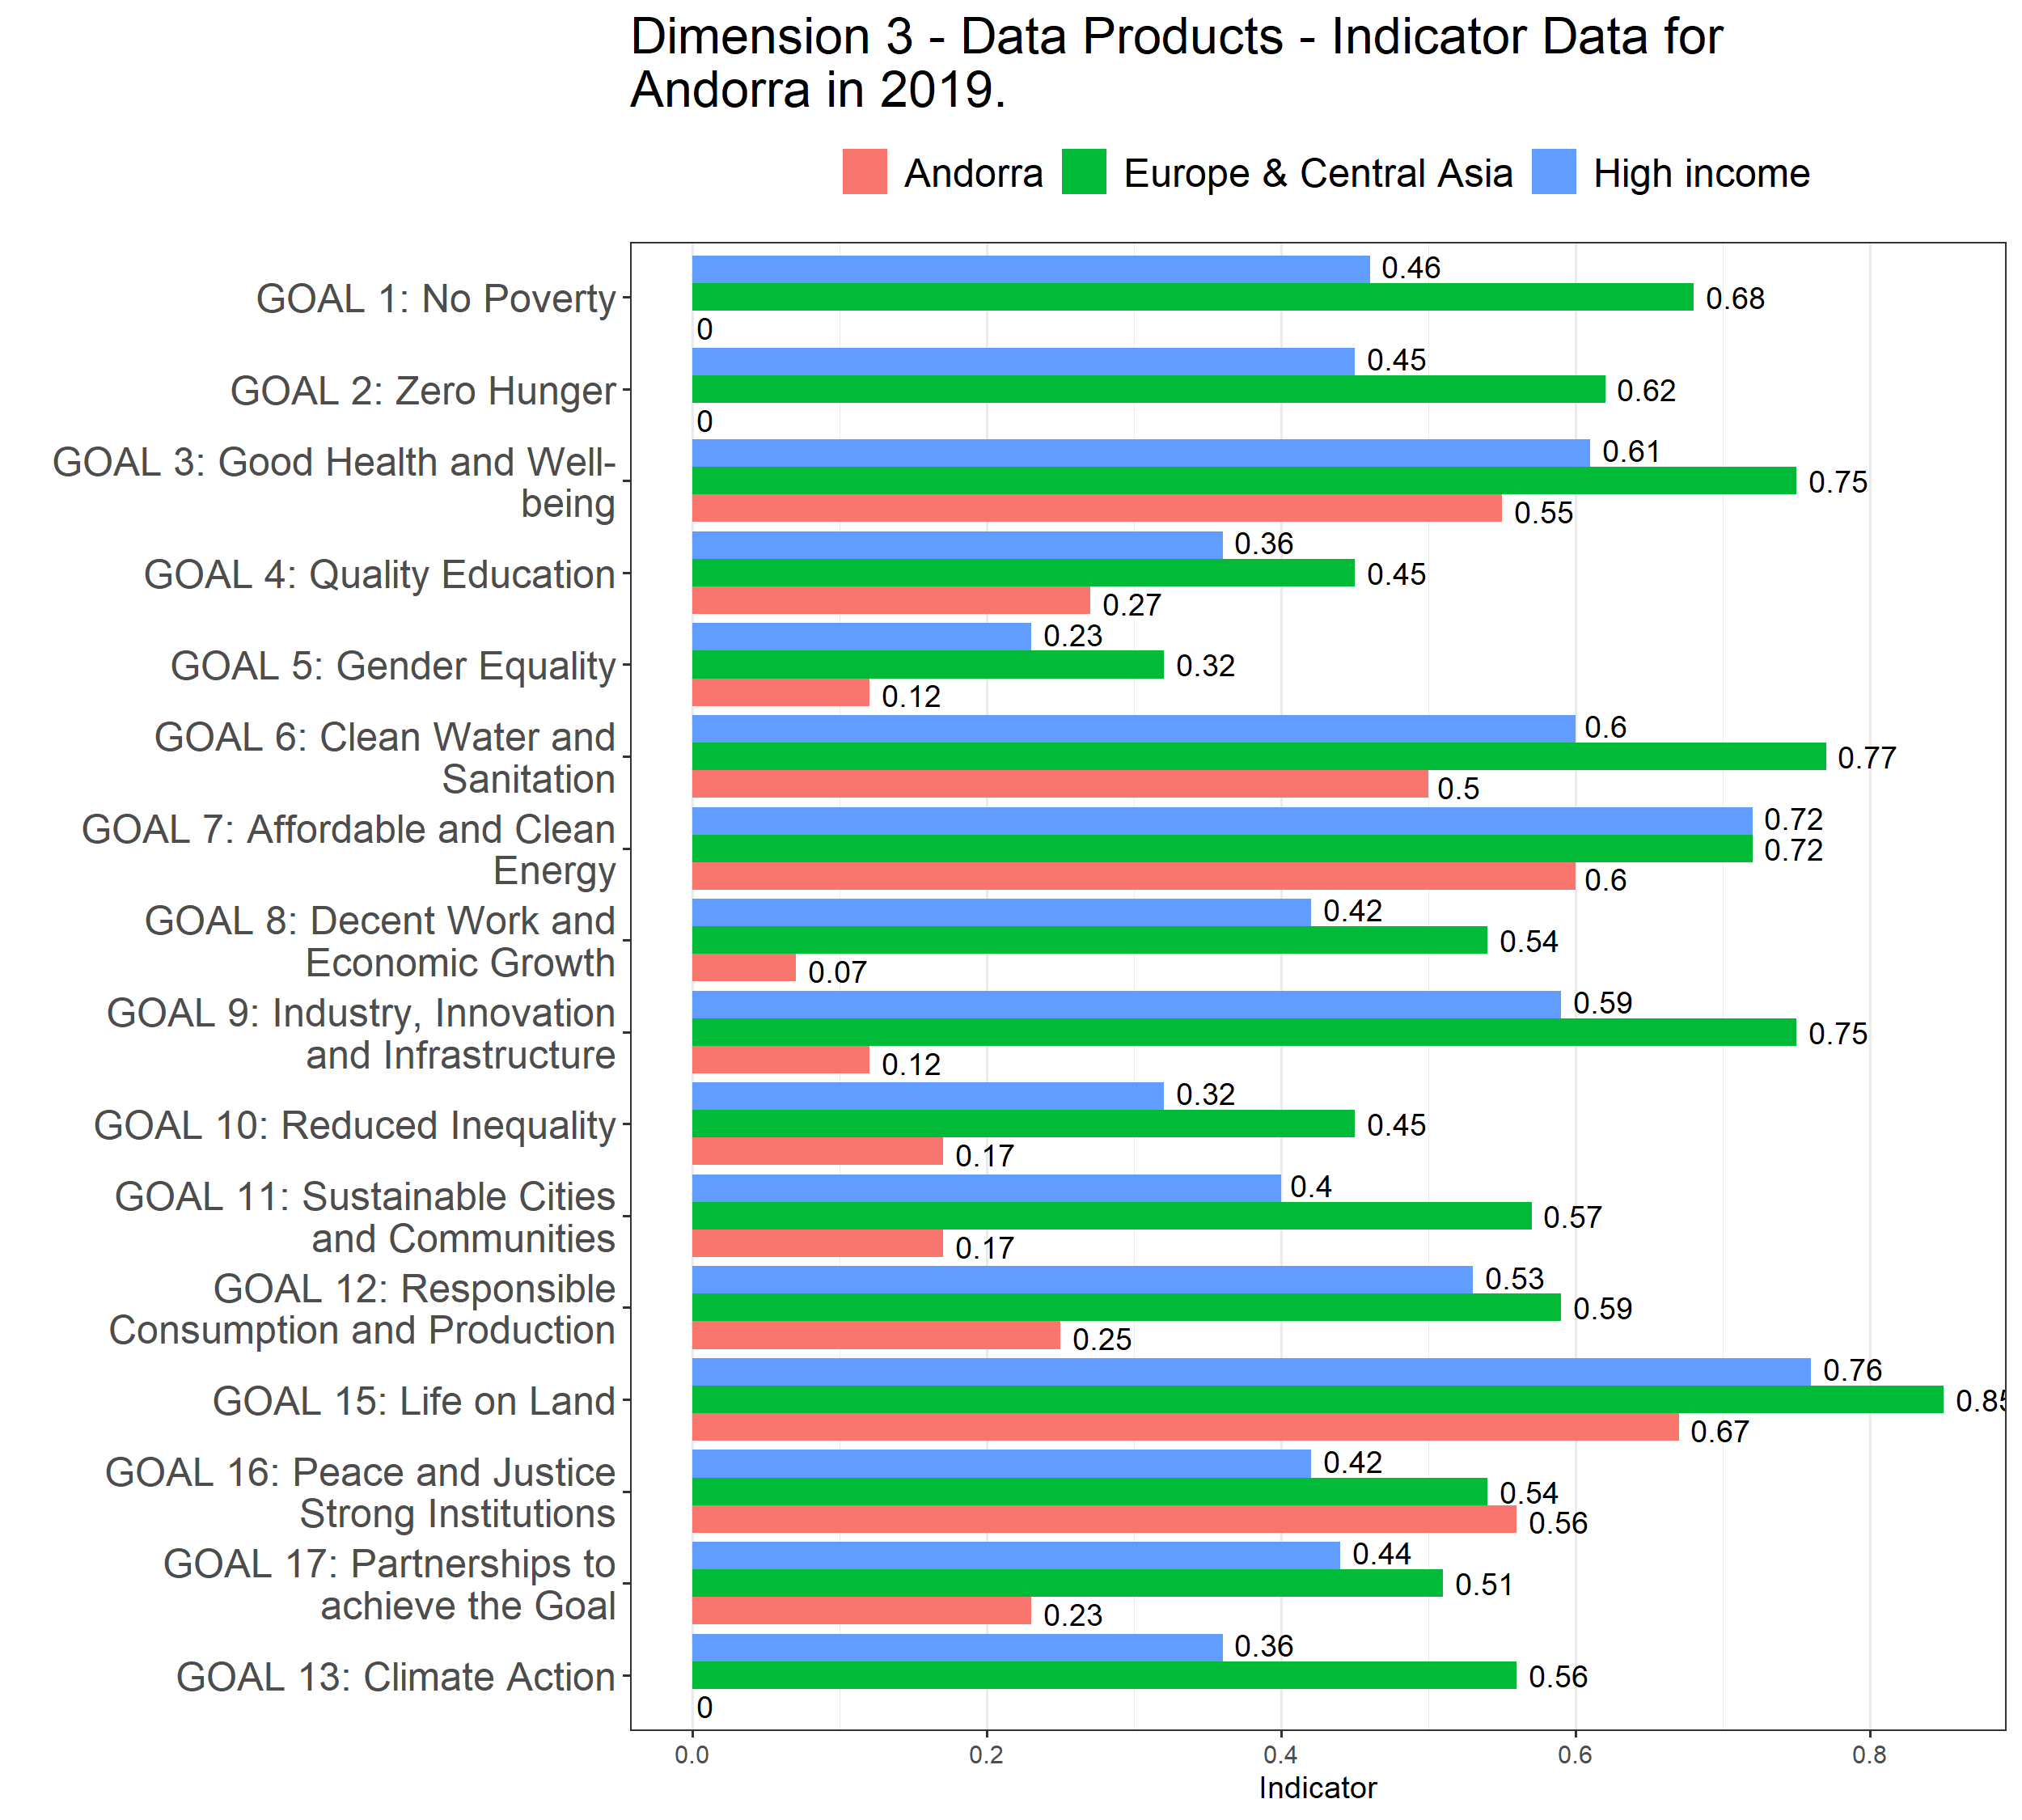 Dimension 3 - Data Products - Indicator Data for
Andorra in 2019.
Andorra
Europe & Central Asia
High income
GOAL 1: No Poverty
0.46
0.68
0
GOAL 2: Zero Hunger
0.45
0.62
0
GOAL 3: Good Health and Well-
being
0.61
0.75
0.55
GOAL 4: Quality Education
0.36
0.45
0.27
GOAL 5: Gender Equality
0.23
0.32
0.12
GOAL 6: Clean Water and
Sanitation
0.6
0.77
0.5
GOAL 7: Affordable and Clean
Energy
0.72
0.72
0.6
GOAL 8: Decent Work and
Economic Growth
0.42
0.54
0.07
GOAL 9: Industry, Innovation
and Infrastructure
0.59
0.75
0.12
GOAL 10: Reduced Inequality
0.32
0.45
0.17
GOAL 11: Sustainable Cities
and Communities
0.4
0.57
0.17
GOAL 12: Responsible
Consumption and Production
0.53
0.59
0.25
GOAL 15: Life on Land
0.76
0.85
0.67
GOAL 16: Peace and Justice
Strong Institutions
0.42
0.54
0.56
GOAL 17: Partnerships to
achieve the Goal
0.44
0.51
0.23
GOAL 13: Climate Action
0.36
0.56
0
0.0
0.2
0.4
0.6
0.8
Indicator